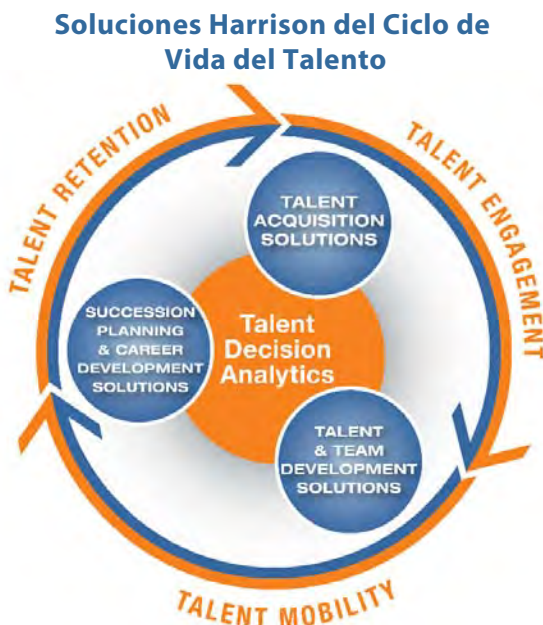 Soluciones Harrison del Ciclo de
Vida del Talento
TALENT RETENTION
TALENT ENGAGEMENT
TALENT
ACQUISITION
SOLUTIONS
SUCCESSION
PLANNING
& CAREER
DEVELOPMENT
SOLUTIONS
Talent
Decision
Analytics
TALENT
& TEAM
DEVELOPMENT
SOLUTIONS
TALENT MOBILITY